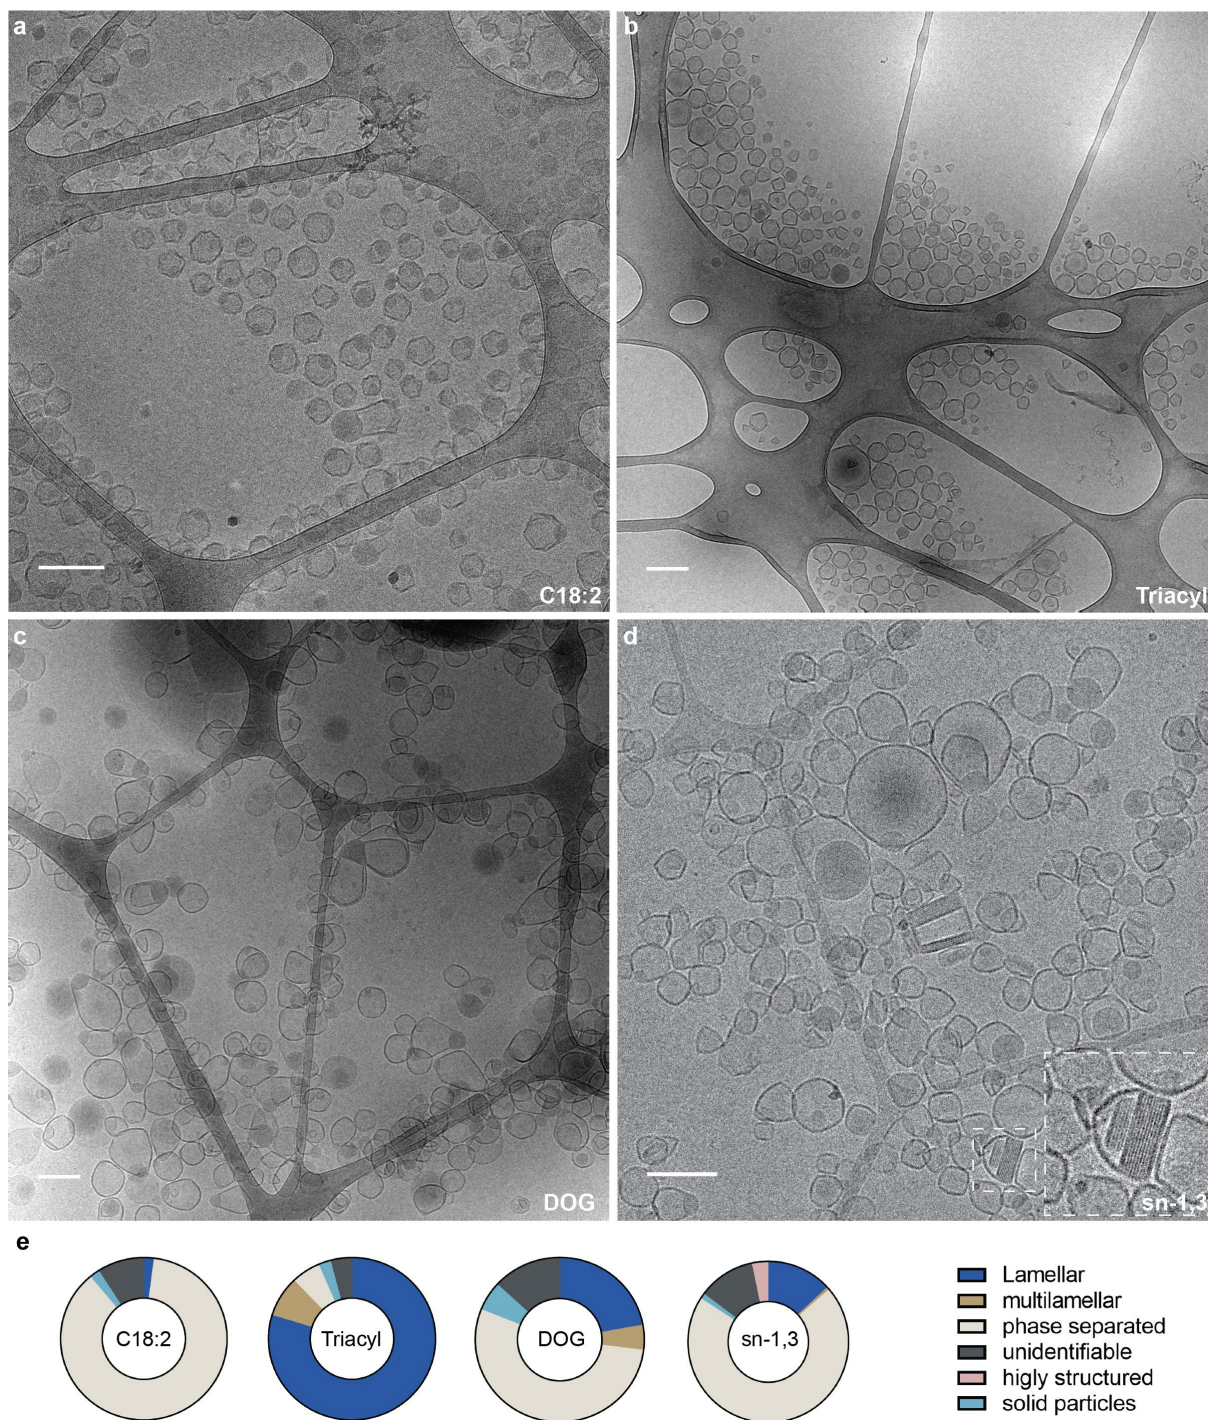 a
b
C18:2
Triacyl
c
d
DOG
sn-1,3
e
C18:2
Triacyl
DOG
sn-1,3
Lamellar
multilamellar
phase separated
unidentifiable
higly structured
solid particles